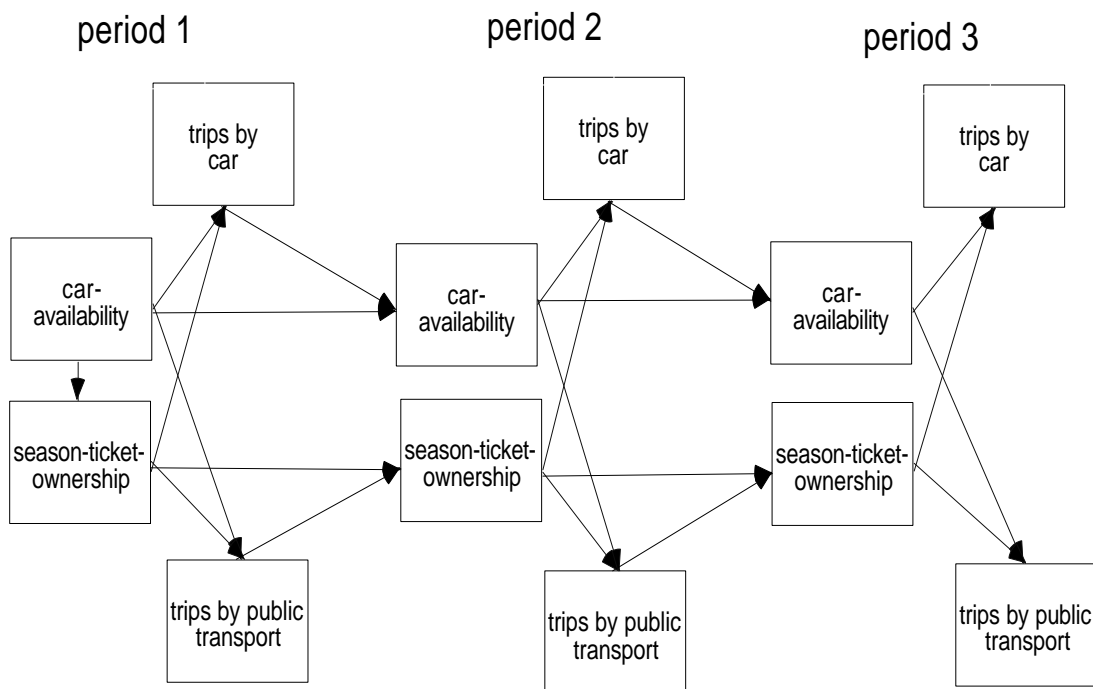 period 1
period 2
period 3
trips by
car
trips by
car
trips by
car
car-
availability
car-
availability
car-
availability
season-ticket-
ownership
season-ticket-
ownership
season-ticket-
ownership
trips by public
transport
trips by public
transport
trips by public
transport